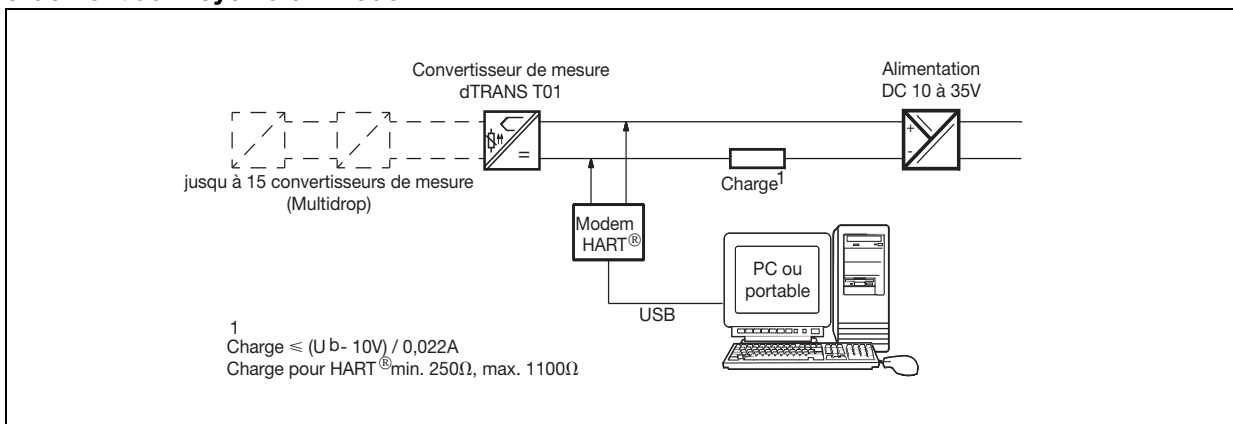 Convertisseur de mesure
dTRANS T01
Alimentation
DC 10 à 35V
+
-
=
jusqu à 15 convertisseurs de mesure
(Multidrop)
Charge1
Modem
HART®
PC ou
portable
USB
1
Charge ≤ (U b- 10V) / 0,022A
Charge pour HART®min. 250Ω, max. 1100Ω